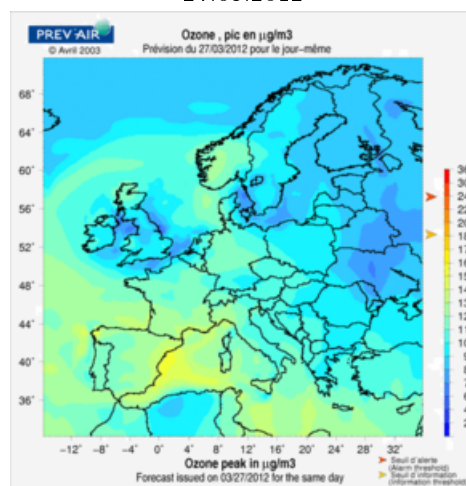 PREV'AIR
© Avril 2003
Ozone , pic en µg/m3
Prévision du 27/03/2012 pour le jour-même
68°
64°
60°
56°
52°
48°
44°
40°
36°
−12° −8° −4° 0° 4° 8° 12° 16° 20° 24° 28° 32°
Ozone peak in µg/m3
Forecast issued on 03/27/2012 for the same day
Seuil d'alerte
(Alarm threshold)
Seuil d'information
(Information threshold)